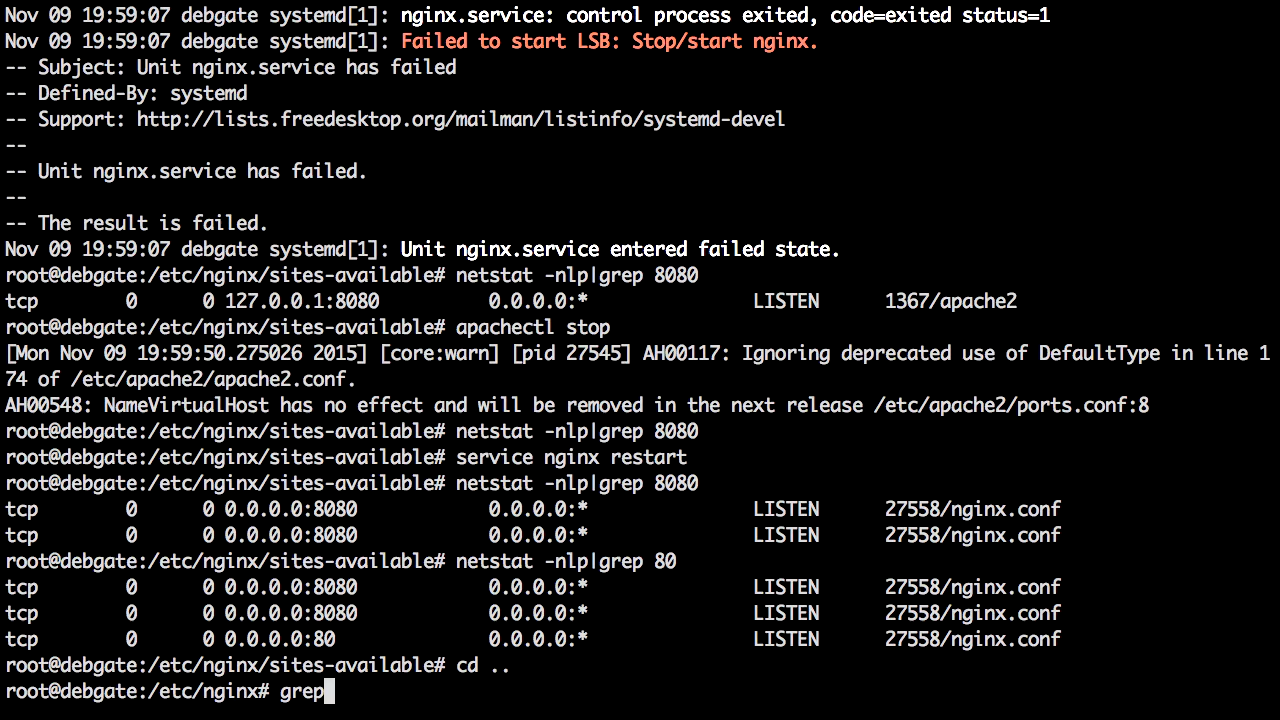 Nov 09 19:59:07 debgate systemd[1]: nginx.service: control process exited, code=exited status=1
Nov 09 19:59:07 debgate systemd[1]: Failed to start LSB: Stop/start nginx.
-- Subject: Unit nginx.service has failed
-- Defined-By: systemd
-- Support: http://lists.freedesktop.org/mailman/listinfo/systemd-devel
--
-- Unit nginx.service has failed.
--
-- The result is failed.
Nov 09 19:59:07 debgate systemd[1]: Unit nginx.service entered failed state.
root@debgate:/etc/nginx/sites-available# netstat -nlp|grep 8080
tcp        0      0 127.0.0.1:8080          0.0.0.0:*               LISTEN      1367/apache2
root@debgate:/etc/nginx/sites-available# apachectl stop
[Mon Nov 09 19:59:50.275026 2015] [core:warn] [pid 27545] AH00117: Ignoring deprecated use of DefaultType in line 1
74 of /etc/apache2/apache2.conf.
AH00548: NameVirtualHost has no effect and will be removed in the next release /etc/apache2/ports.conf:8
root@debgate:/etc/nginx/sites-available# netstat -nlp|grep 8080
root@debgate:/etc/nginx/sites-available# service nginx restart
root@debgate:/etc/nginx/sites-available# netstat -nlp|grep 8080
tcp        0      0 0.0.0.0:8080            0.0.0.0:*               LISTEN      27558/nginx.conf
tcp        0      0 0.0.0.0:8080            0.0.0.0:*               LISTEN      27558/nginx.conf
root@debgate:/etc/nginx/sites-available# netstat -nlp|grep 80
tcp        0      0 0.0.0.0:8080            0.0.0.0:*               LISTEN      27558/nginx.conf
tcp        0      0 0.0.0.0:8080            0.0.0.0:*               LISTEN      27558/nginx.conf
tcp        0      0 0.0.0.0:80              0.0.0.0:*               LISTEN      27558/nginx.conf
root@debgate:/etc/nginx/sites-available# cd ..
root@debgate:/etc/nginx# grep